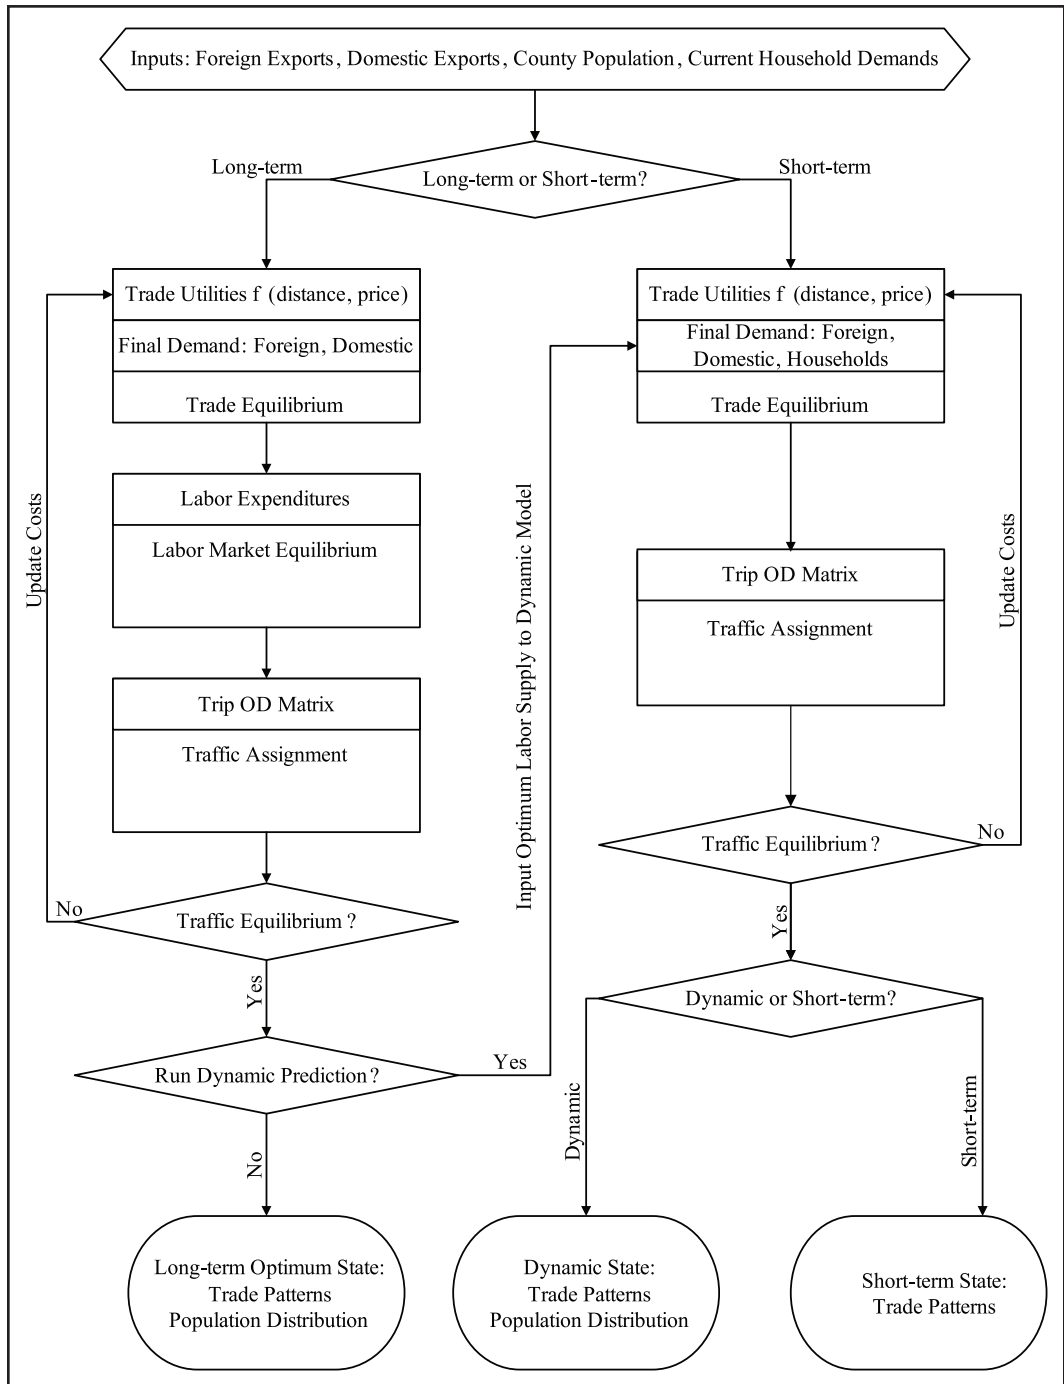 Inputs: Foreign Exports, Domestic Exports, County Population, Current Household Demands
Long-term
Long-term or Short-term?
Short-term
Trade Utilities f (distance, price)
Final Demand: Foreign, Domestic
Trade Equilibrium
Labor Expenditures
Labor Market Equilibrium
Trip OD Matrix
Traffic Assignment
Update Costs
No
Traffic Equilibrium?
Yes
Run Dynamic Prediction?
Yes
No
Input Optimum Labor Supply to Dynamic Model
Trade Utilities f (distance, price)
Final Demand: Foreign,
Domestic, Households
Trade Equilibrium
Trip OD Matrix
Traffic Assignment
Update Costs
Traffic Equilibrium?
No
Yes
Dynamic or Short-term?
Dynamic
Short-term
Long-term Optimum State:
Trade Patterns
Population Distribution
Dynamic State:
Trade Patterns
Population Distribution
Short-term State:
Trade Patterns